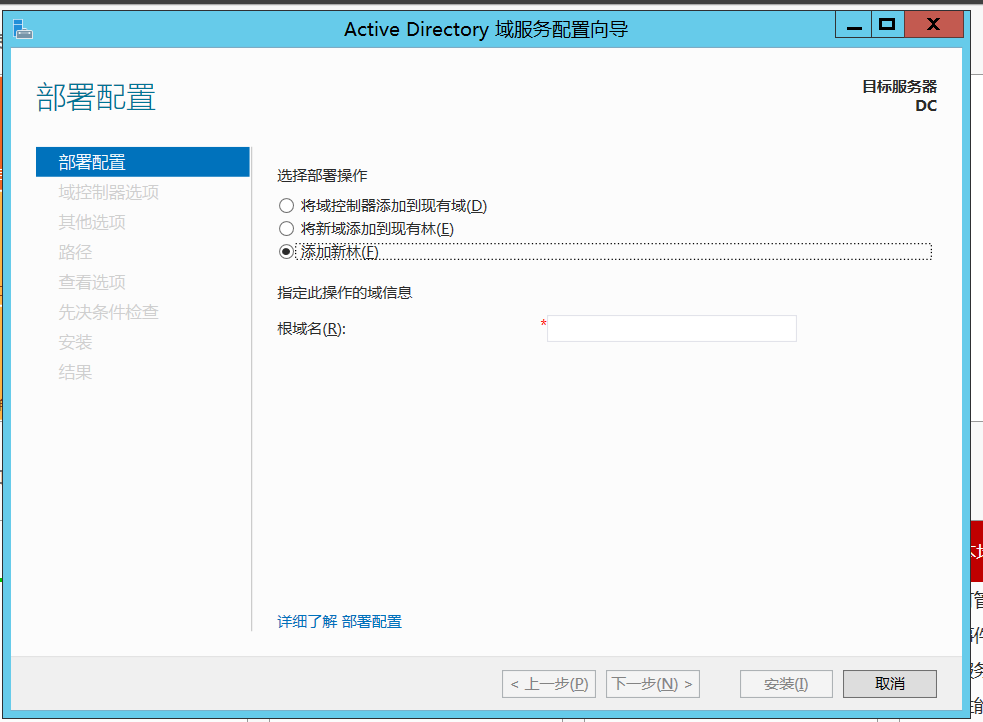 Active Directory 域服务配置向导
部署配置
目标服务器
DC
部署配置
域控制器选项
其他选项
路径
查看选项
先决条件检查
安装
结果
选择部署操作
将域控制器添加到现有域(D)
将新域添加到现有林(E)
添加新林(F)
指定此操作的域信息
根域名(R):
*
详细了解 部署配置
< 上一步(P)
下一步(N) >
安装(I)
取消